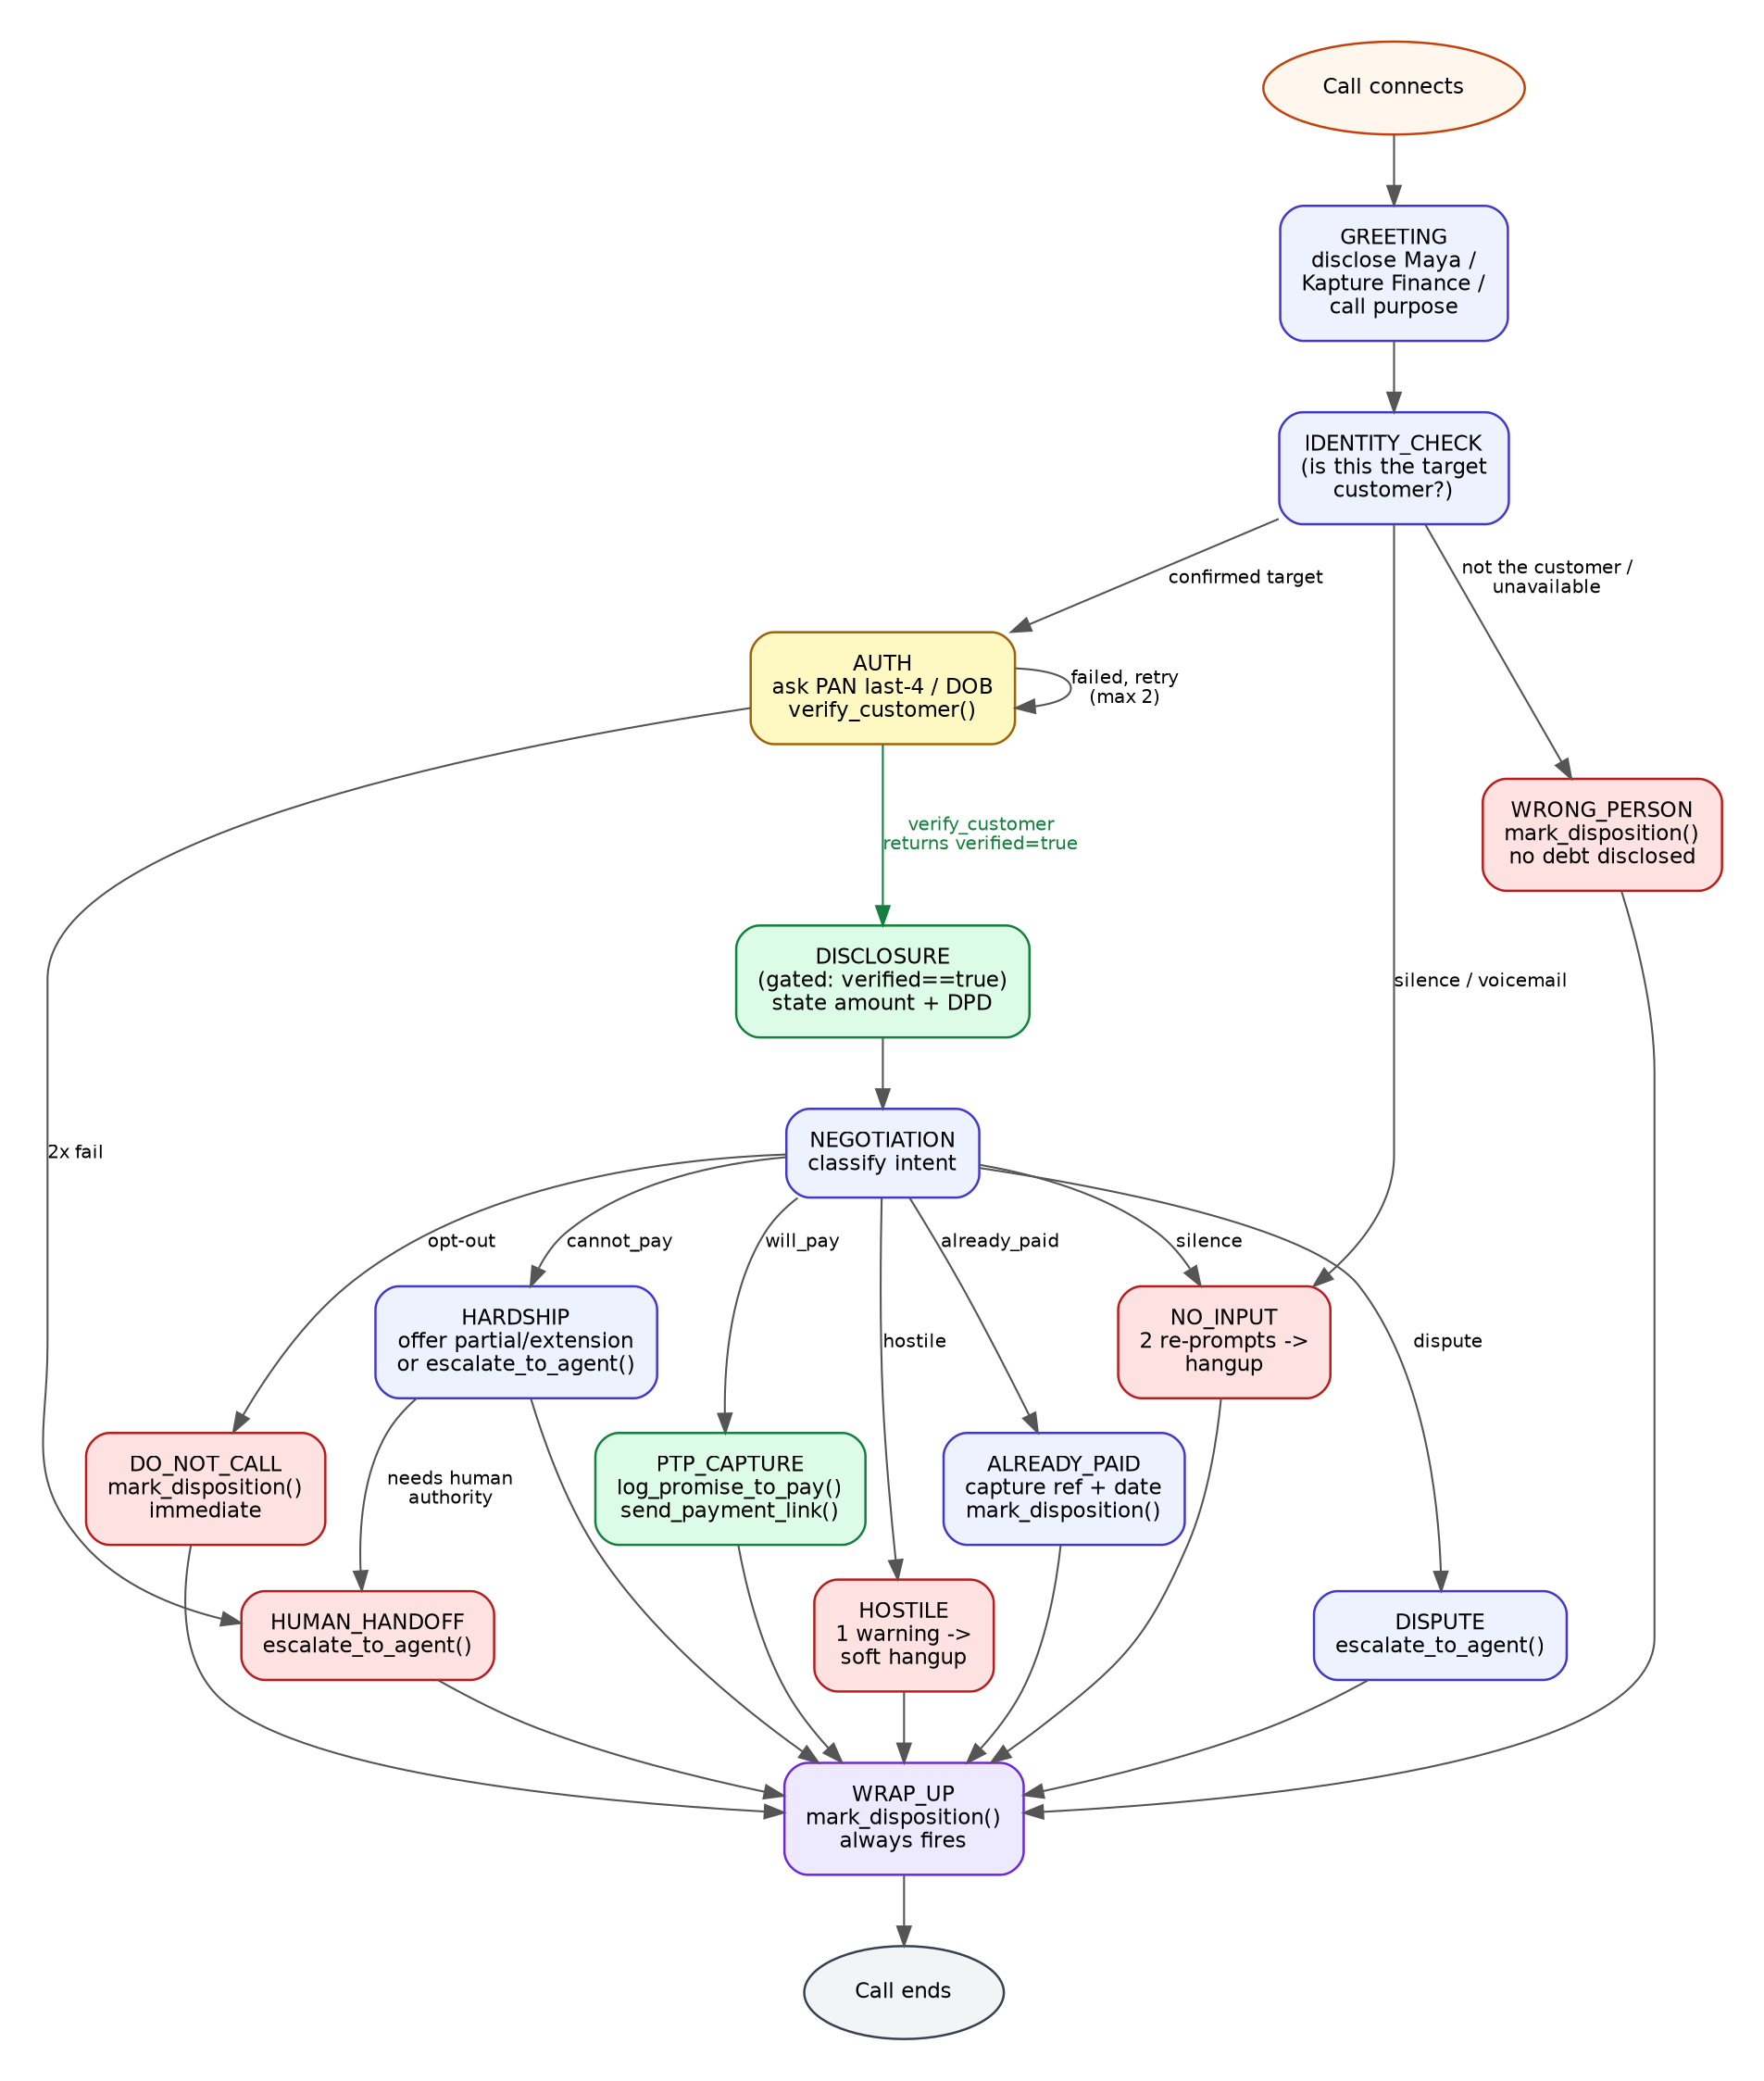 Call connects
GREETING
disclose Maya /
Kapture Finance /
call purpose
IDENTITY_CHECK
(is this the target
customer?)
confirmed target
not the customer /
unavailable
AUTH
ask PAN last-4 / DOB
verify_customer()
failed, retry
(max 2)
verify_customer
returns verified=true
WRONG_PERSON
mark_disposition()
no debt disclosed
DISCLOSURE
(gated: verified==true)
state amount + DPD
silence / voicemail
2x fail
NEGOTIATION
classify intent
opt-out
cannot_pay
will_pay
already_paid
silence
hostile
dispute
HARDSHIP
offer partial/extension
or escalate_to_agent()
NO_INPUT
2 re-prompts ->
hangup
DO_NOT_CALL
mark_disposition()
immediate
needs human
authority
PTP_CAPTURE
log_promise_to_pay()
send_payment_link()
ALREADY_PAID
capture ref + date
mark_disposition()
HUMAN_HANDOFF
escalate_to_agent()
HOSTILE
1 warning ->
soft hangup
DISPUTE
escalate_to_agent()
WRAP_UP
mark_disposition()
always fires
Call ends